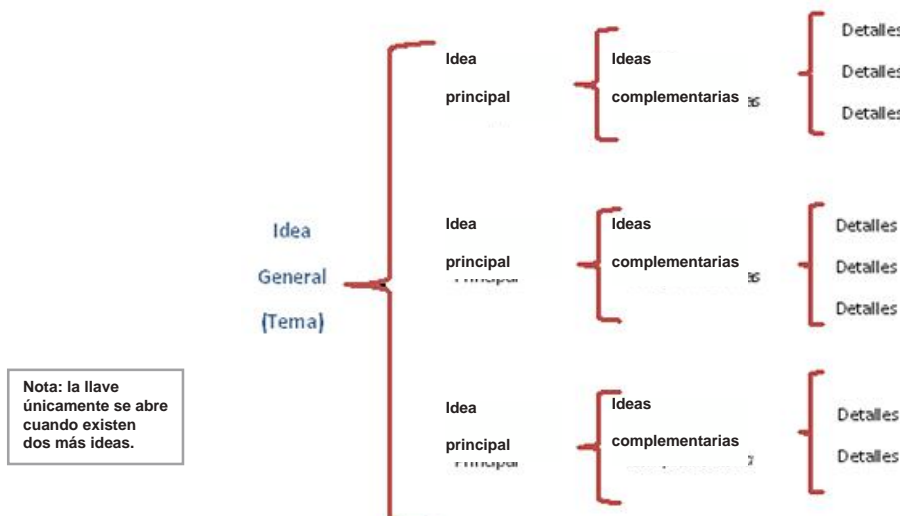 Idea
General
(Tema)
Idea
principal
Ideas
complementarias
Detalles
Detalles
Detalles
Idea
principal
Ideas
complementarias
Detalles
Detalles
Detalles
Idea
principal
Ideas
complementarias
Detalles
Detalles
Nota: la llave
únicamente se abre
cuando existen
dos más ideas.